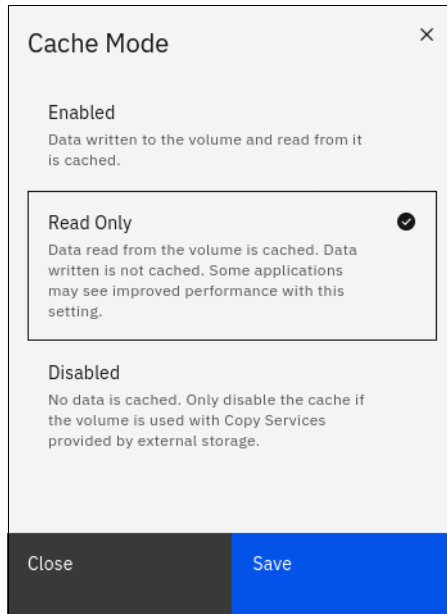 Cache Mode
Enabled
Data written to the volume and read from it
is cached.
Read Only
Data read from the volume is cached. Data
written is not cached. Some applications
may see improved performance with this
setting.
Disabled
No data is cached. Only disable the cache if
the volume is used with Copy Services
provided by external storage.
Close
Save